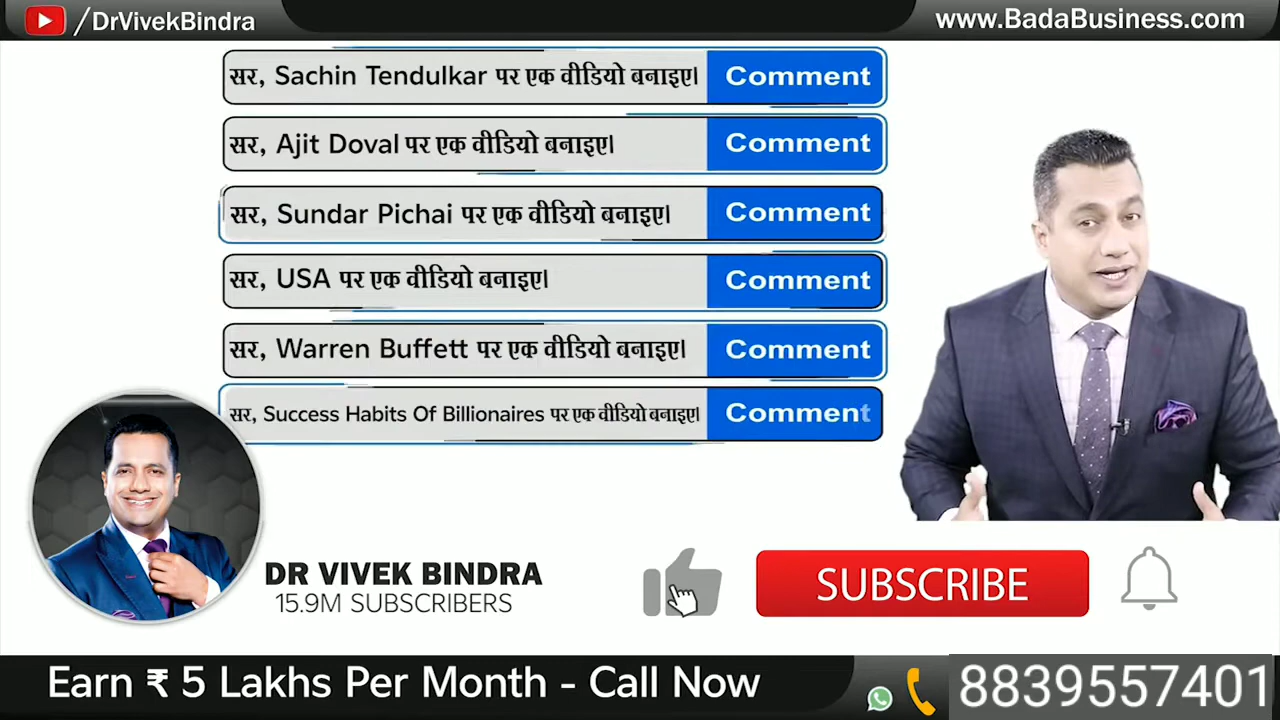 /DrVivekBindra
www.BadaBusiness.com
सर, Sachin Tendulkar पर एक वीडियो बनाइए। Comment
सर, Ajit Doval पर एक वीडियो बनाइए। Comment
सर, Sundar Pichai पर एक वीडियो बनाइए। Comment
सर, USA पर एक वीडियो बनाइए। Comment
सर, Warren Buffett पर एक वीडियो बनाइए। Comment
सर, Success Habits Of Billionaires पर एक वीडियो बनाइए। Comment
DR VIVEK BINDRA
15.9M SUBSCRIBERS
SUBSCRIBE
Earn ₹ 5 Lakhs Per Month - Call Now
8839557401